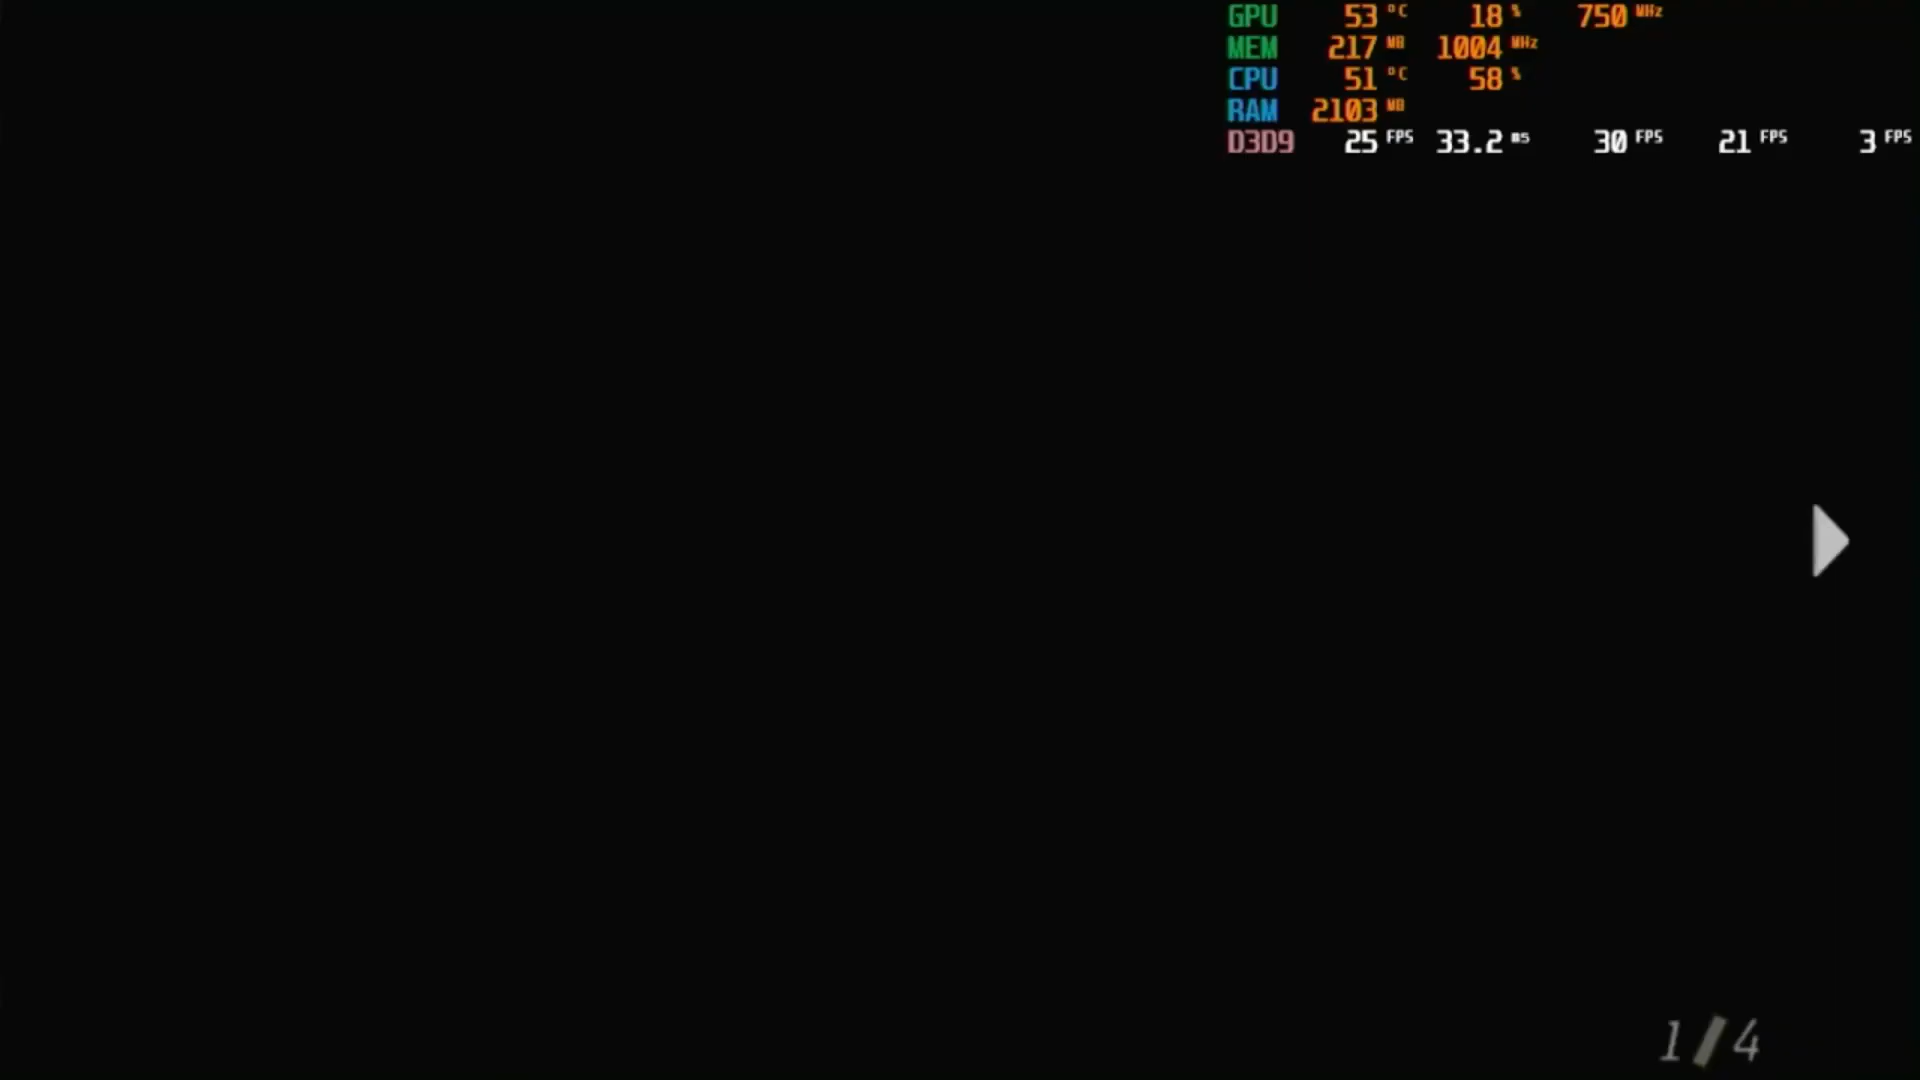 GPU 53 °C 18 % 750 MHz
MEM 217 MB 1004 MHz
CPU 51 °C 58 %
RAM 2103 MB
D3D9 25 FPS 33.2 ms 30 FPS 21 FPS 3 FPS
1/4